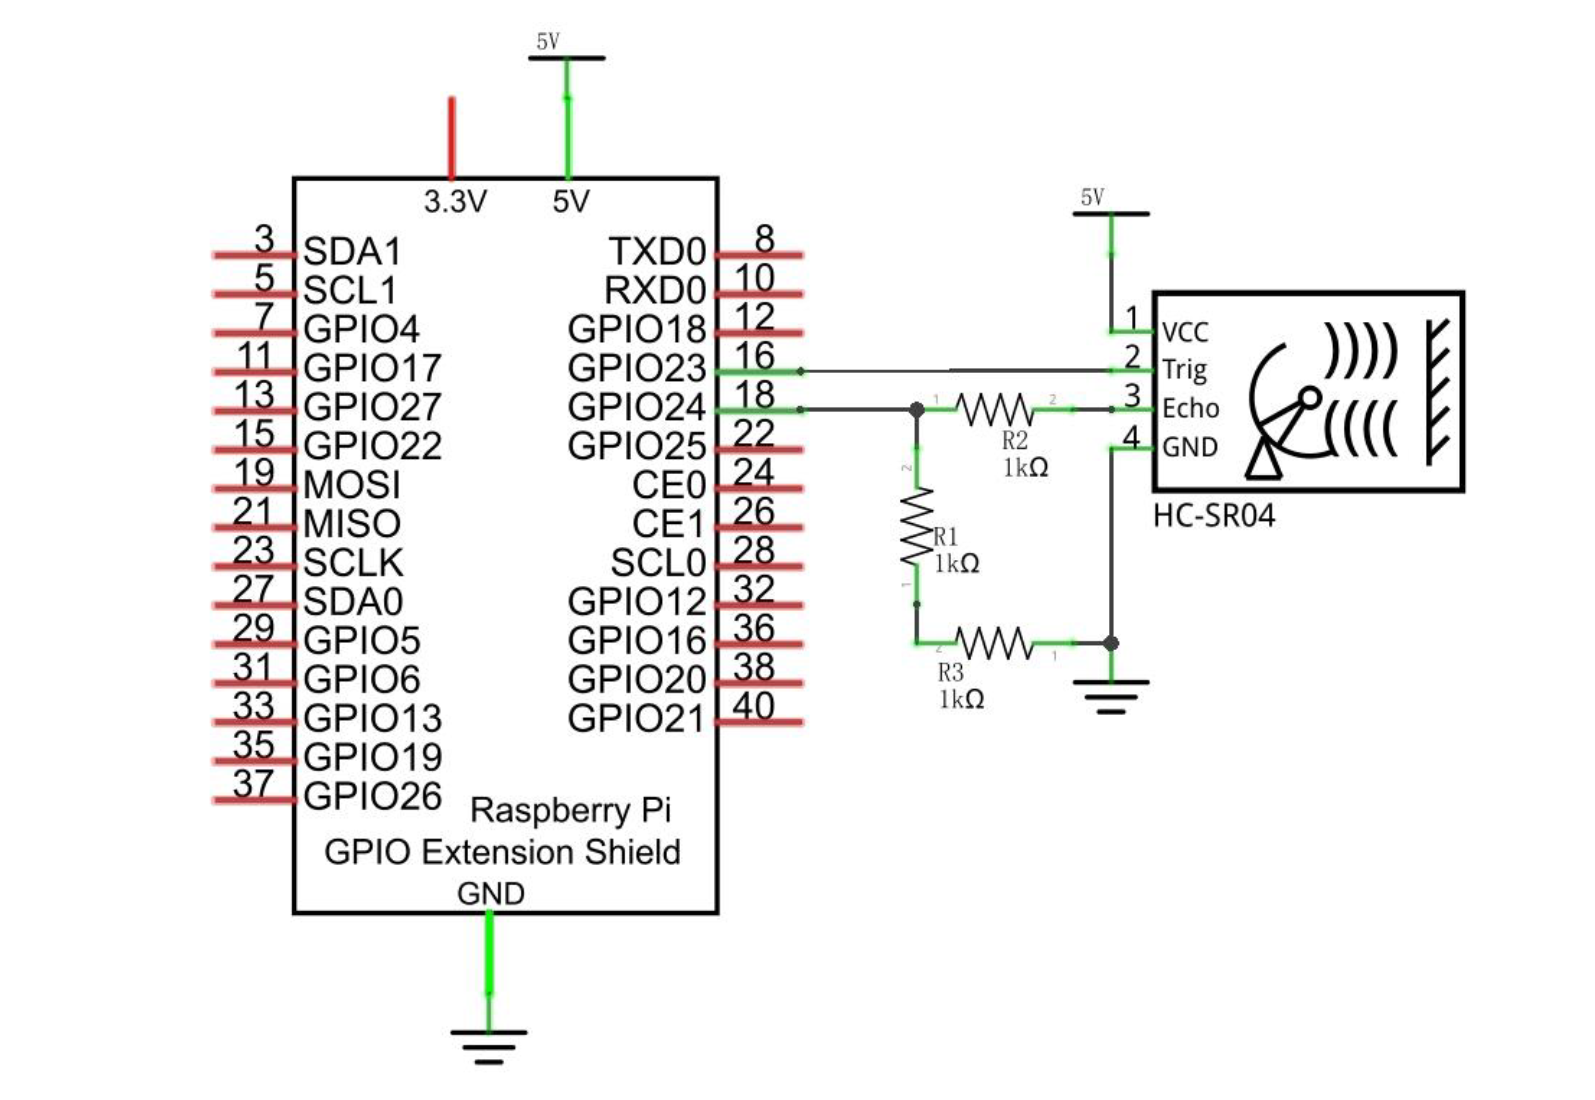 5V
3.3V 5V
3 SDA1
5 SCL1
7 GPIO4
11 GPIO17
13 GPIO27
15 GPIO22
19 MOSI
21 MISO
23 SCLK
27 SDA0
29 GPIO5
31 GPIO6
33 GPIO13
35 GPIO19
37 GPIO26
TXD0 8
RXD0 10
GPIO18 12
GPIO23 16
GPIO24 18
GPIO25 22
CE0 24
CE1 26
SCL0 28
GPIO12 32
GPIO16 36
GPIO20 38
GPIO21 40
Raspberry Pi
GPIO Extension Shield
GND
5V
1 VCC
2 Trig
3 Echo
4 GND
HC-SR04
1 2
R2
1kΩ
2
R1
1kΩ
1
2 1
R3
1kΩ